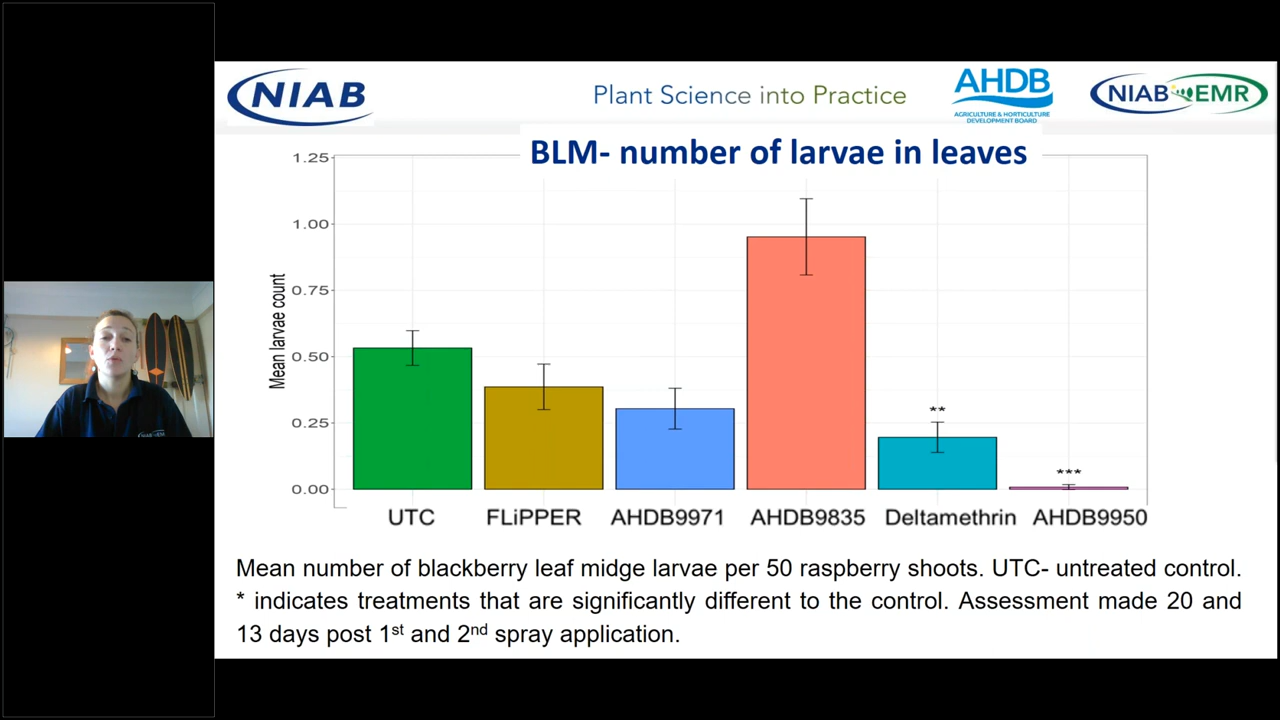 NIAB
Plant Science into Practice
AHDB
AGRICULTURE & HORTICULTURE
DEVELOPMENT BOARD
NIAB EMR
BLM- number of larvae in leaves
1.25
1.00
0.75
0.50
0.25
0.00
Mean larvae count
**
***
UTC
FLiPPER
AHDB9971
AHDB9835
Deltamethrin
AHDB9950
Mean number of blackberry leaf midge larvae per 50 raspberry shoots. UTC- untreated control.
* indicates treatments that are significantly different to the control. Assessment made 20 and
13 days post 1st and 2nd spray application.
NIAB EMR